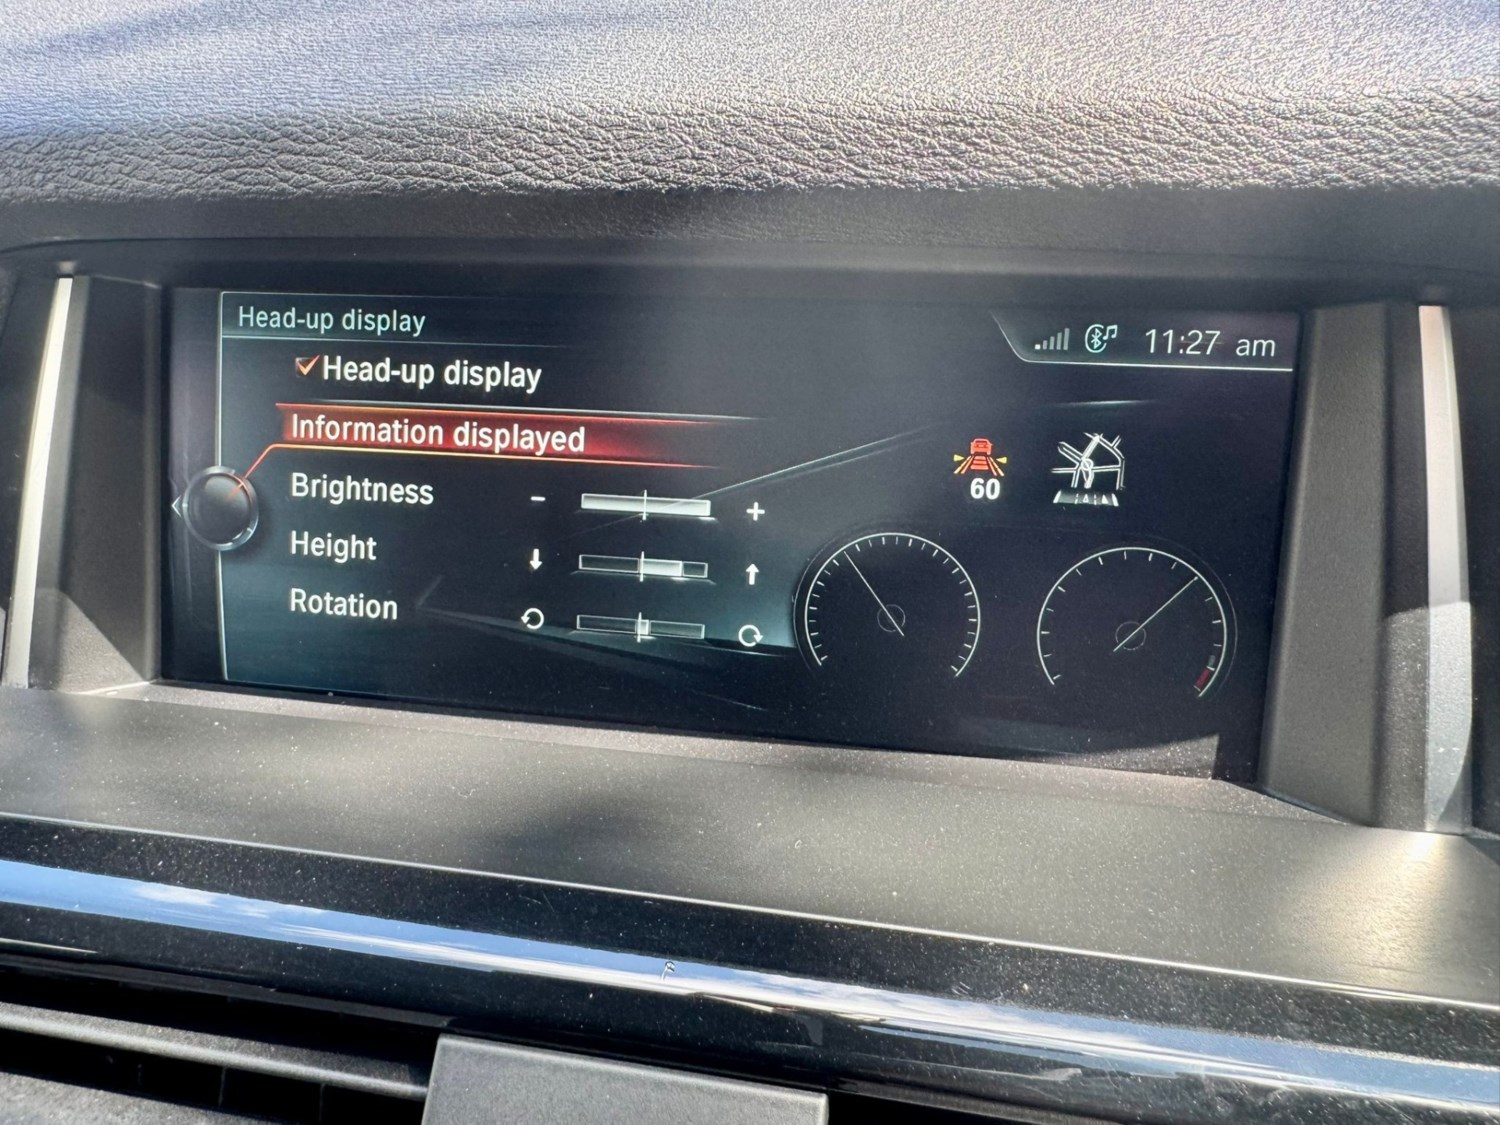 Head-up display
11:27 am
Head-up display
Information displayed
Brightness - +
Height
Rotation
60